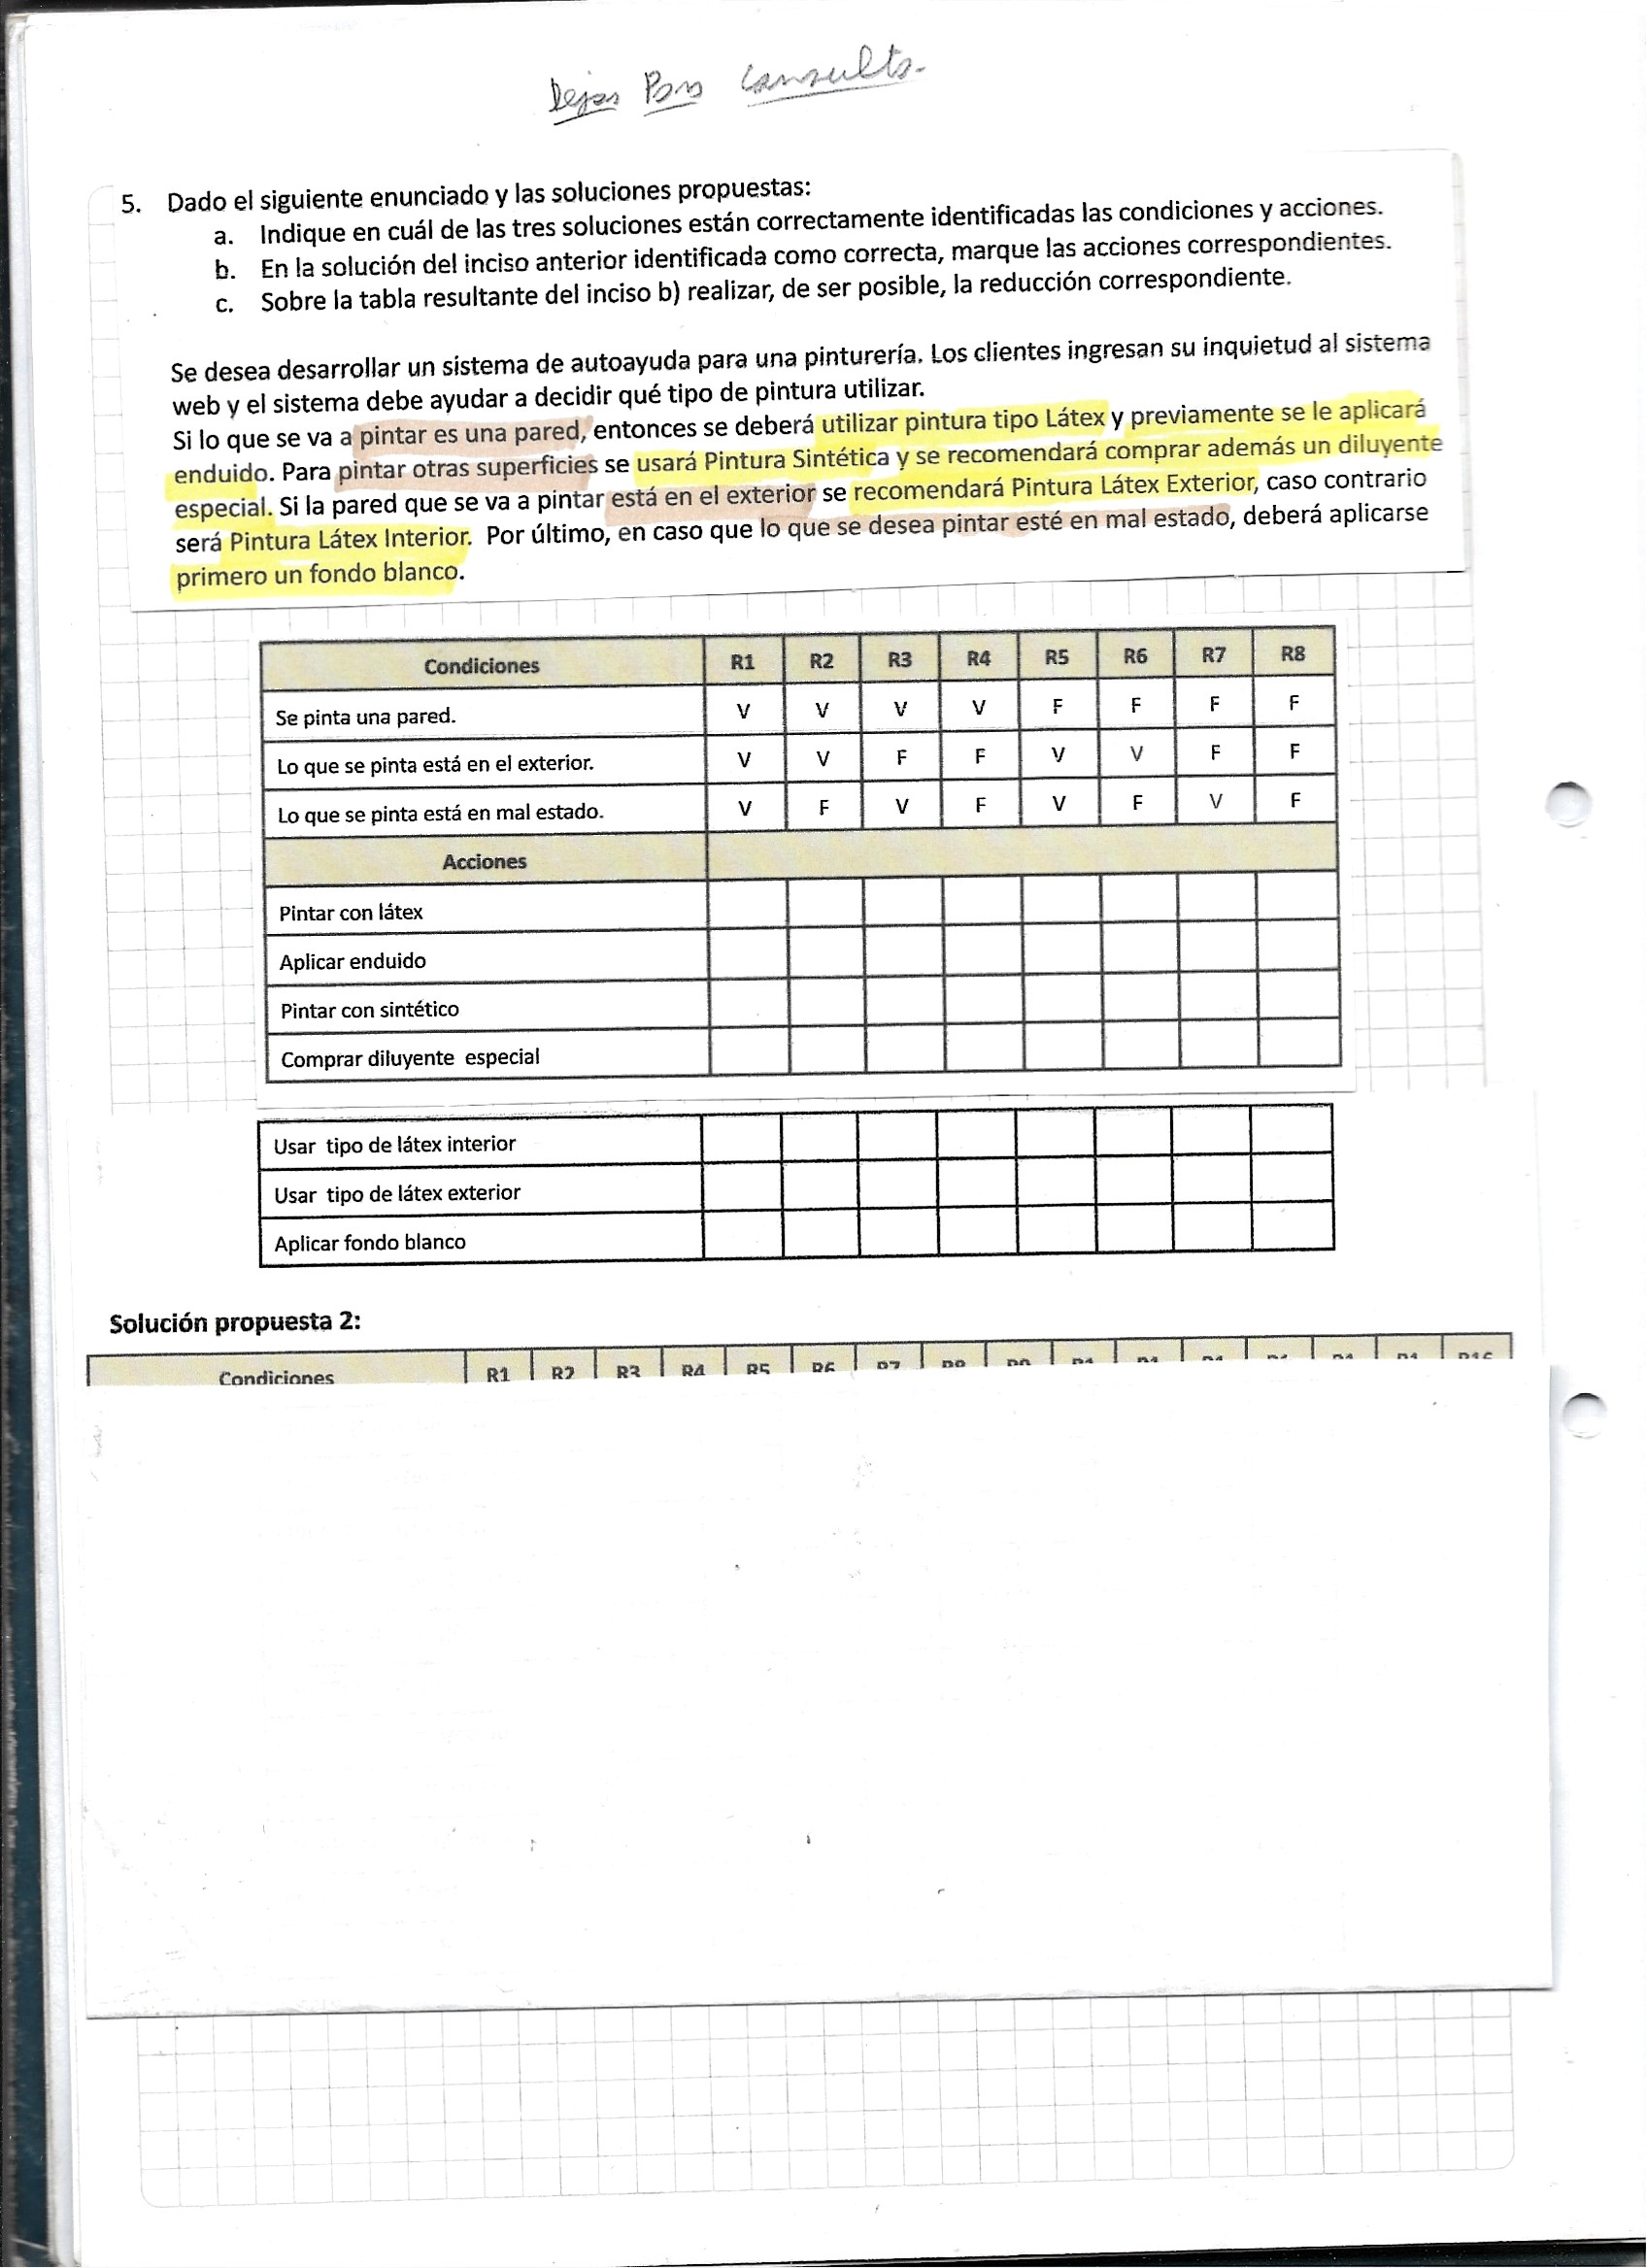 Dejar Para Consulta.
5. Dado el siguiente enunciado y las soluciones propuestas:
a. Indique en cuál de las tres soluciones están correctamente identificadas las condiciones y acciones.
b. En la solución del inciso anterior identificada como correcta, marque las acciones correspondientes.
c. Sobre la tabla resultante del inciso b) realizar, de ser posible, la reducción correspondiente.
Se desea desarrollar un sistema de autoayuda para una pinturería. Los clientes ingresan su inquietud al sistema
web y el sistema debe ayudar a decidir qué tipo de pintura utilizar.
Si lo que se va a pintar es una pared, entonces se deberá utilizar pintura tipo Látex y previamente se le aplicará
enduido. Para pintar otras superficies se usará Pintura Sintética y se recomendará comprar además un diluyente
especial. Si la pared que se va a pintar está en el exterior se recomendará Pintura Látex Exterior, caso contrario
será Pintura Látex Interior. Por último, en caso que lo que se desea pintar esté en mal estado, deberá aplicarse
primero un fondo blanco.
Condiciones R1 R2 R3 R4 R5 R6 R7 R8
Se pinta una pared. V V V V F F F F
Lo que se pinta está en el exterior. V V F F V V F F
Lo que se pinta está en mal estado. V F V F V F V F
Acciones
Pintar con látex
Aplicar enduido
Pintar con sintético
Comprar diluyente especial
Usar tipo de látex interior
Usar tipo de látex exterior
Aplicar fondo blanco
Solución propuesta 2:
Condiciones R1 R2 R3 R4 R5 R6